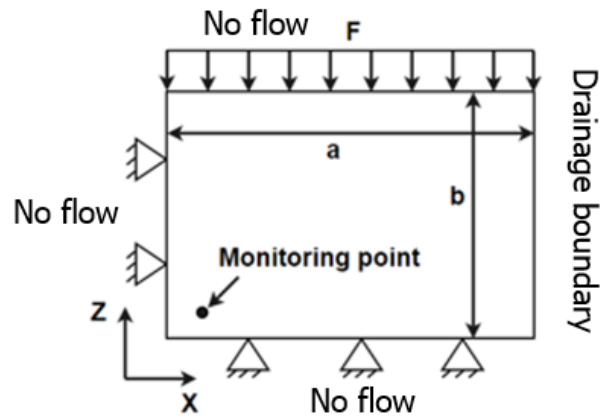 No flow
F
Drainage boundary
a
b
No flow
Monitoring point
Z
X
No flow